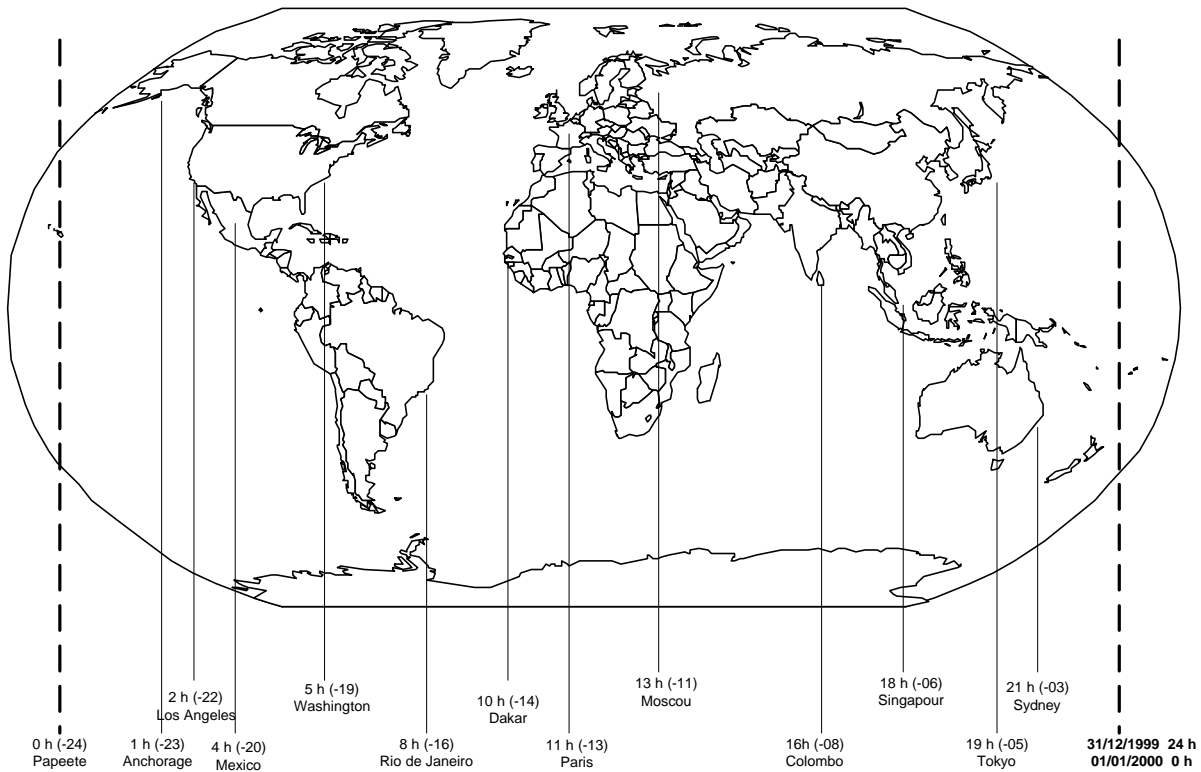 2 h (-22)
Los Angeles
5 h (-19)
Washington
10 h (-14)
Dakar
13 h (-11)
Moscou
18 h (-06)
Singapour
21 h (-03)
Sydney
0 h (-24)
Papeete
1 h (-23)
Anchorage
4 h (-20)
Mexico
8 h (-16)
Rio de Janeiro
11 h (-13)
Paris
16h (-08)
Colombo
19 h (-05)
Tokyo
31/12/1999 24 h
01/01/2000 0 h